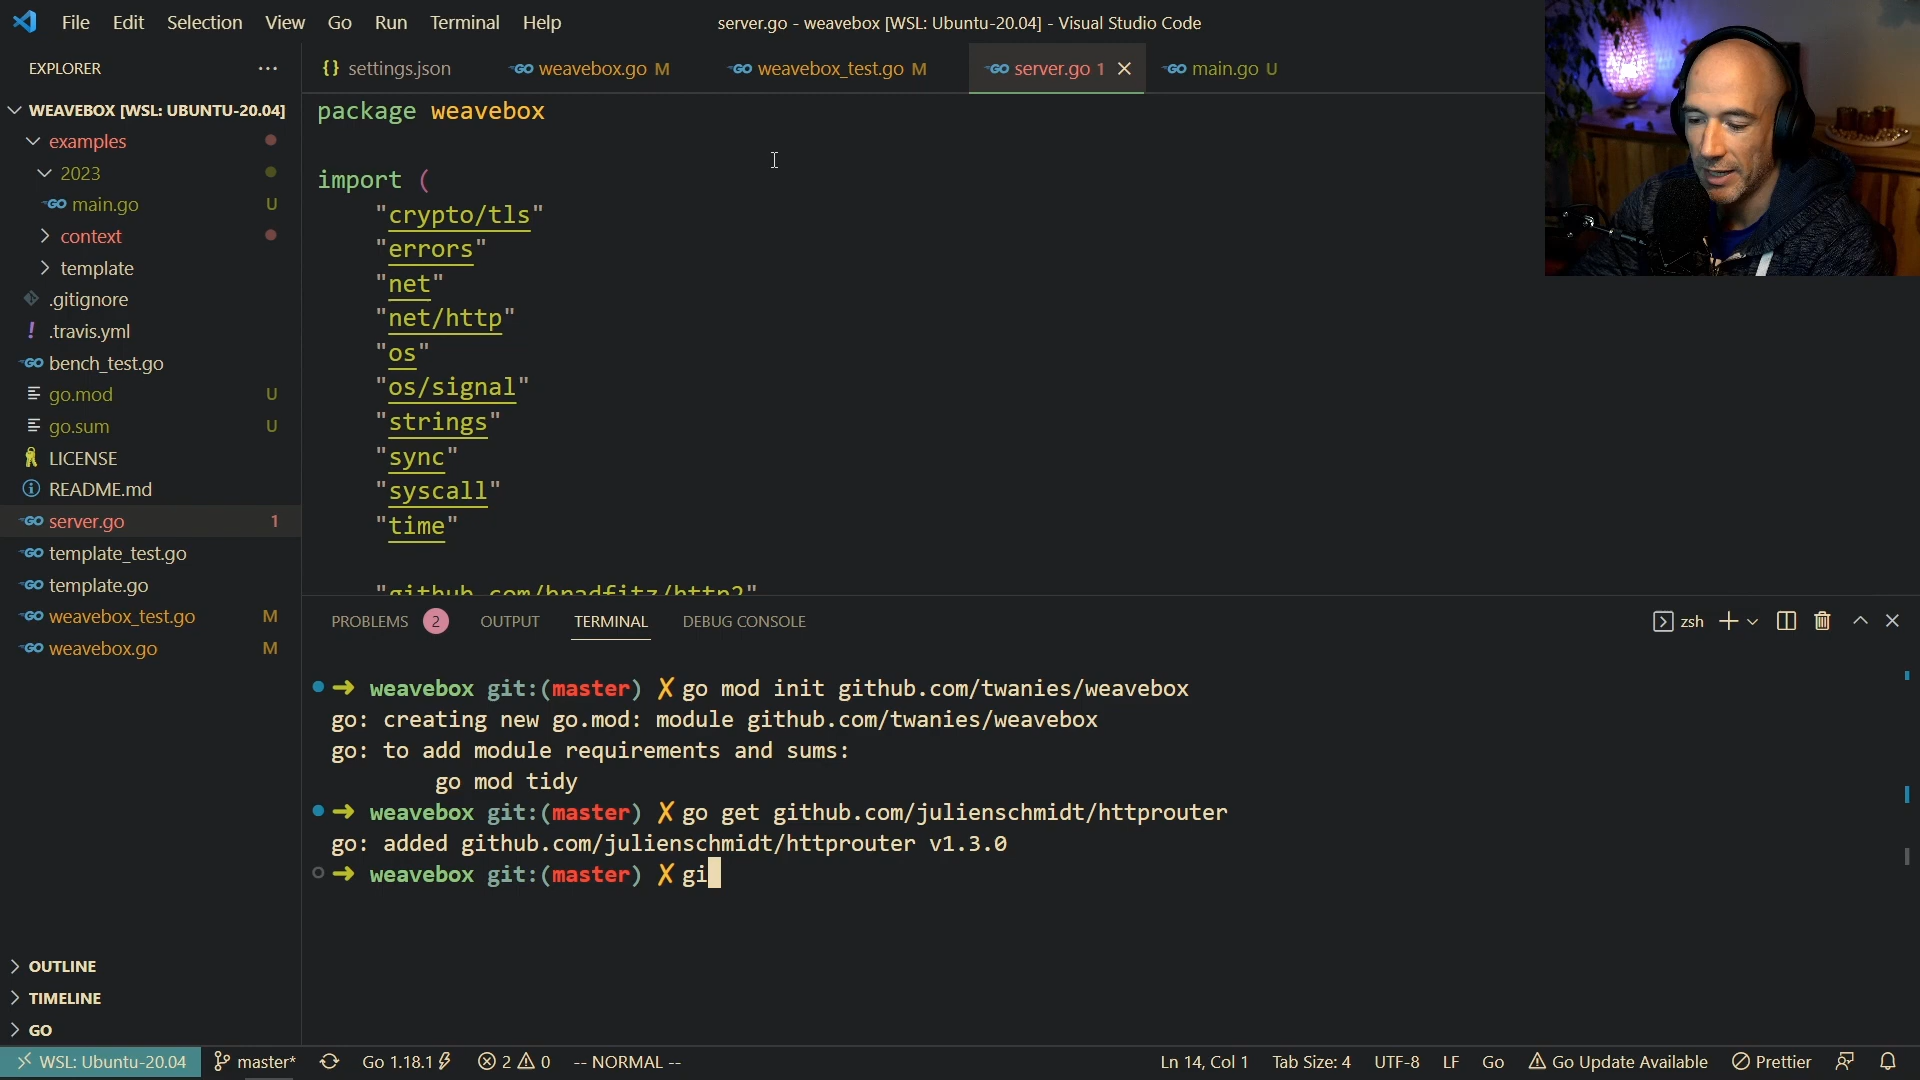 File Edit Selection View Go Run Terminal Help
server.go - weavebox [WSL: Ubuntu-20.04] - Visual Studio Code
EXPLORER
WEAVEBOX [WSL: UBUNTU-20.04]
examples
2023
main.go U
context
template
.gitignore
.travis.yml
bench_test.go
go.mod U
go.sum U
LICENSE
README.md
server.go 1
template_test.go
template.go
weavebox_test.go M
weavebox.go M
OUTLINE
TIMELINE
GO
{} settings.json
GO weavebox.go M
GO weavebox_test.go M
GO server.go 1
GO main.go U
package weavebox
import (
"crypto/tls"
"errors"
"net"
"net/http"
"os"
"os/signal"
"strings"
"sync"
"syscall"
"time"
"github.com/bradfitz/http2"
PROBLEMS 2 OUTPUT TERMINAL DEBUG CONSOLE
zsh
➜ weavebox git:(master) ✗ go mod init github.com/twanies/weavebox
go: creating new go.mod: module github.com/twanies/weavebox
go: to add module requirements and sums:
go mod tidy
➜ weavebox git:(master) ✗ go get github.com/julienschmidt/httprouter
go: added github.com/julienschmidt/httprouter v1.3.0
➜ weavebox git:(master) ✗ gi
WSL: Ubuntu-20.04 master* Go 1.18.1 2 0 -- NORMAL -- Ln 14, Col 1 Tab Size: 4 UTF-8 LF Go Go Update Available Prettier